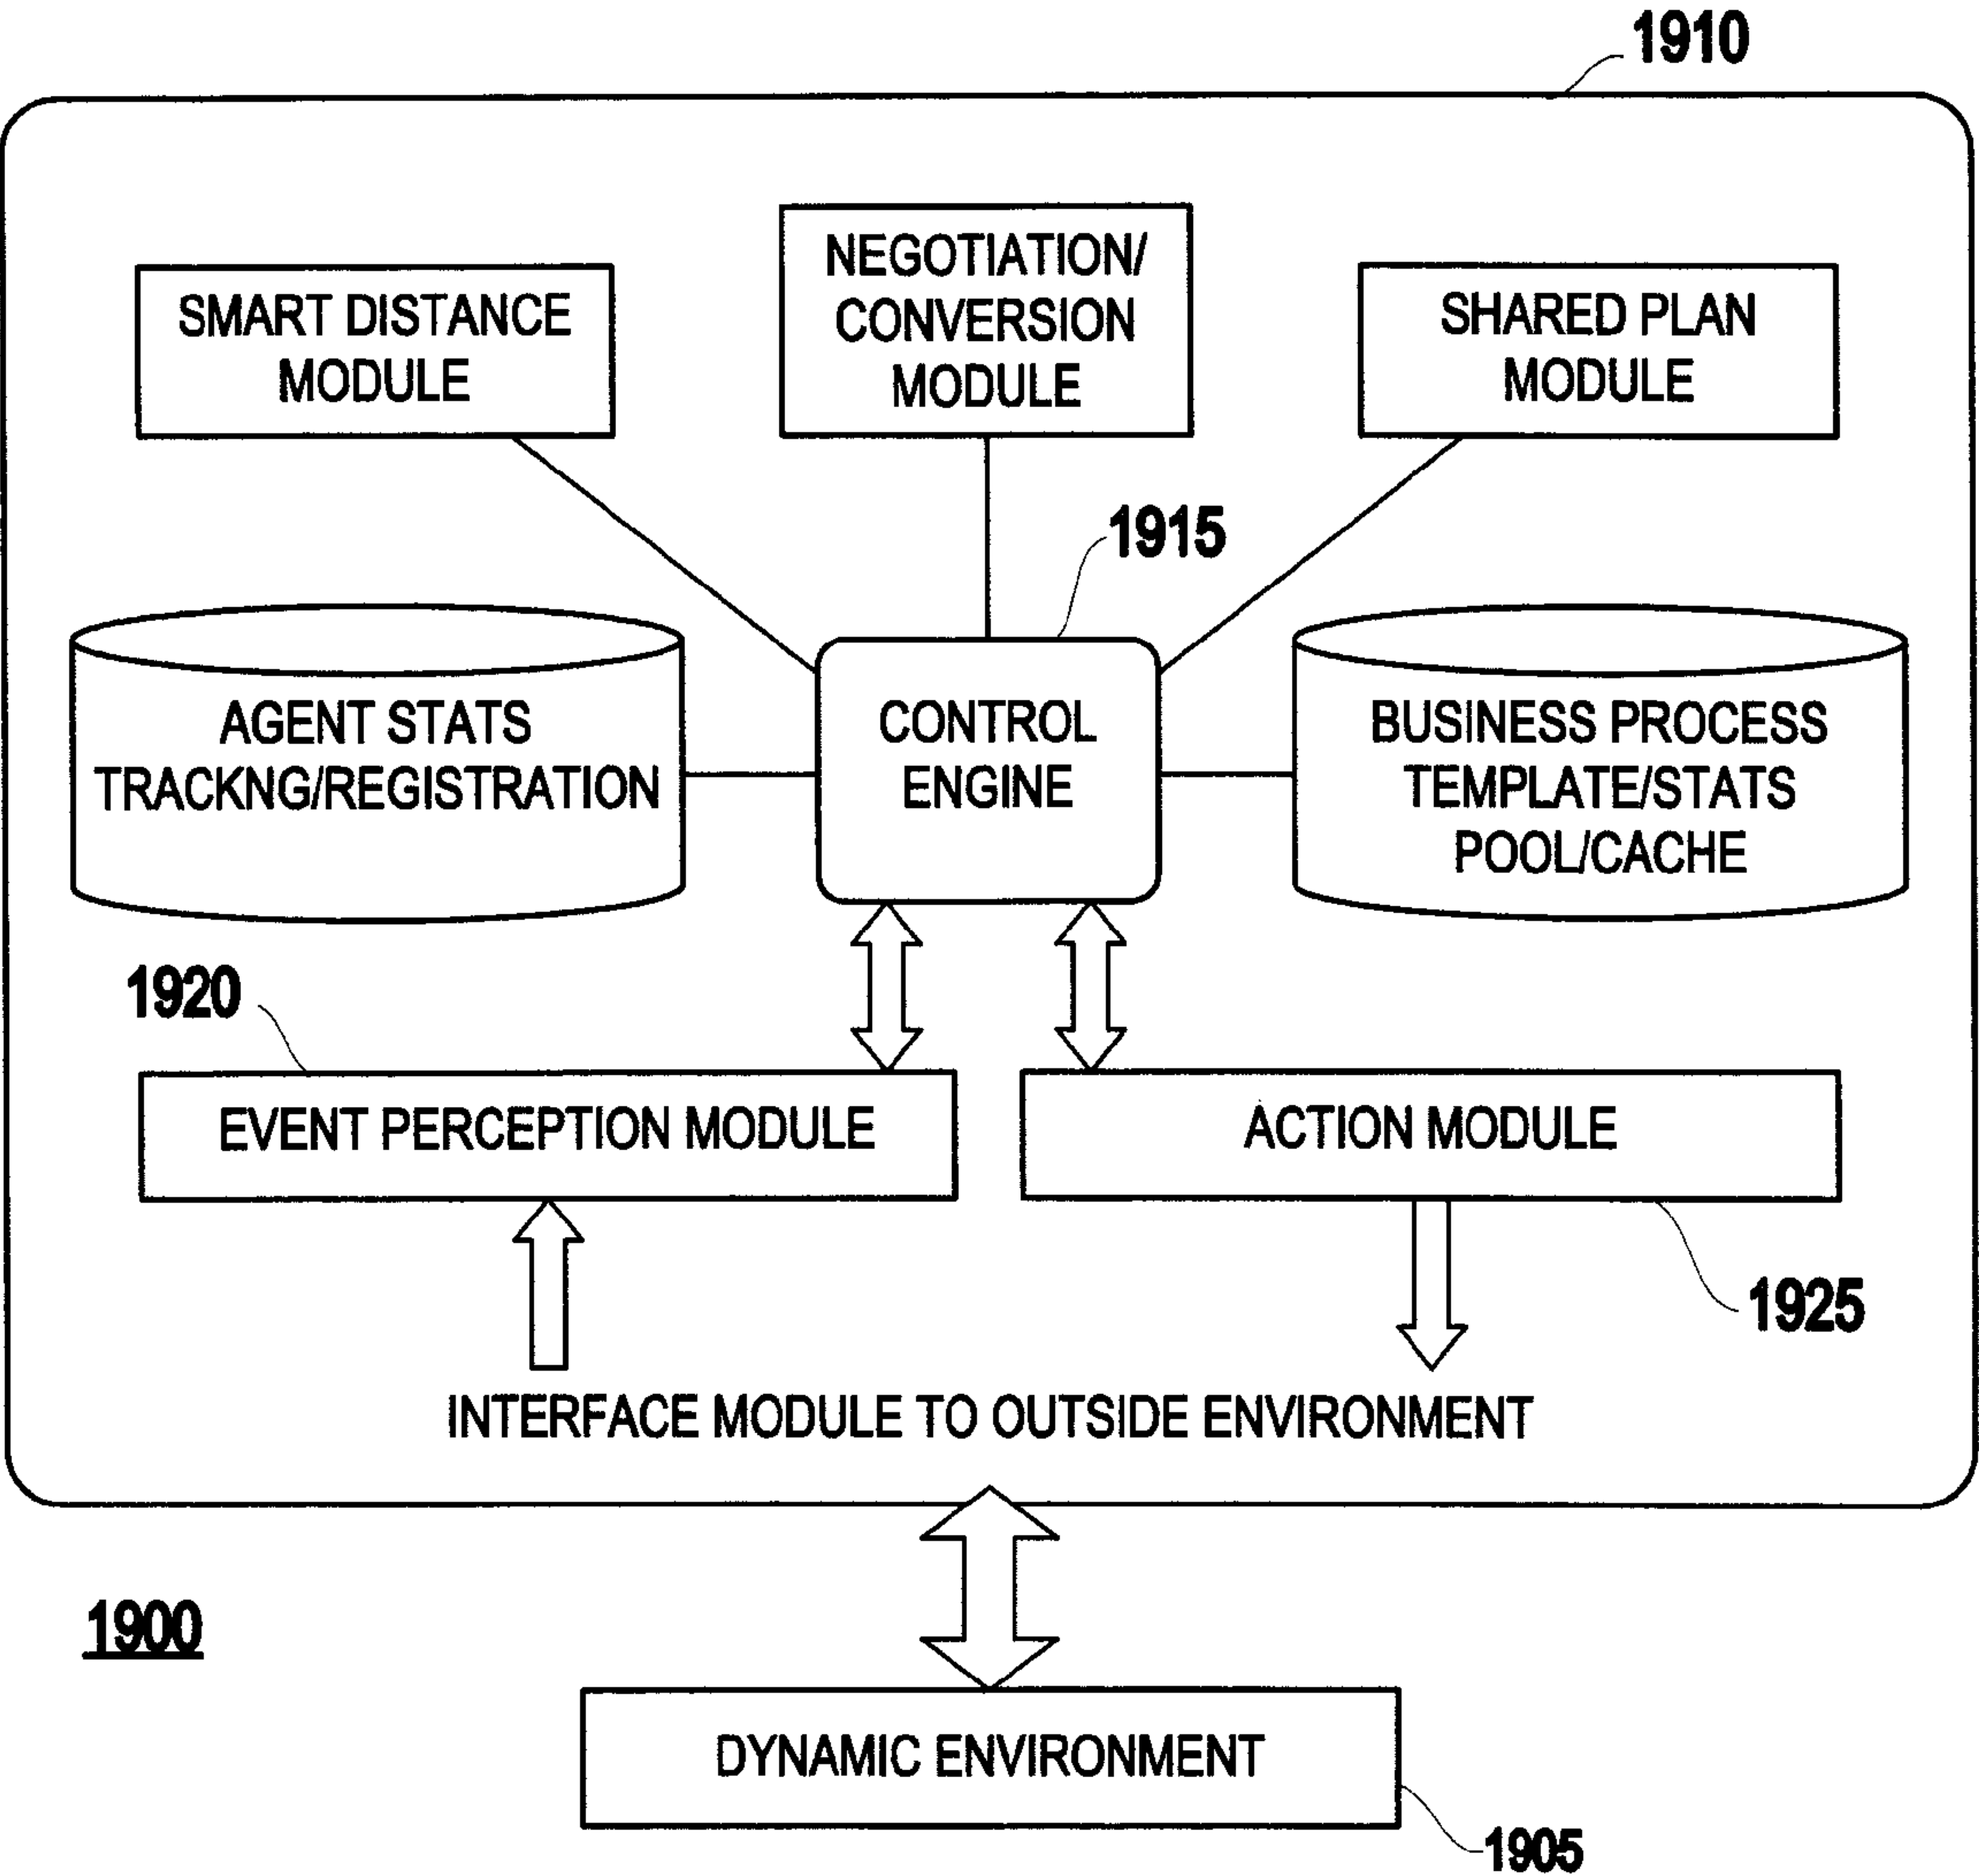 1910
NEGOTIATION/
CONVERSION
MODULE
SMART DISTANCE
MODULE
SHARED PLAN
MODULE
1915
AGENT STATS
TRACKNG/REGISTRATION
CONTROL
ENGINE
BUSINESS PROCESS
TEMPLATE/STATS
POOL/CACHE
1920
EVENT PERCEPTION MODULE
ACTION MODULE
1925
INTERFACE MODULE TO OUTSIDE ENVIRONMENT
1900
DYNAMIC ENVIRONMENT
1905